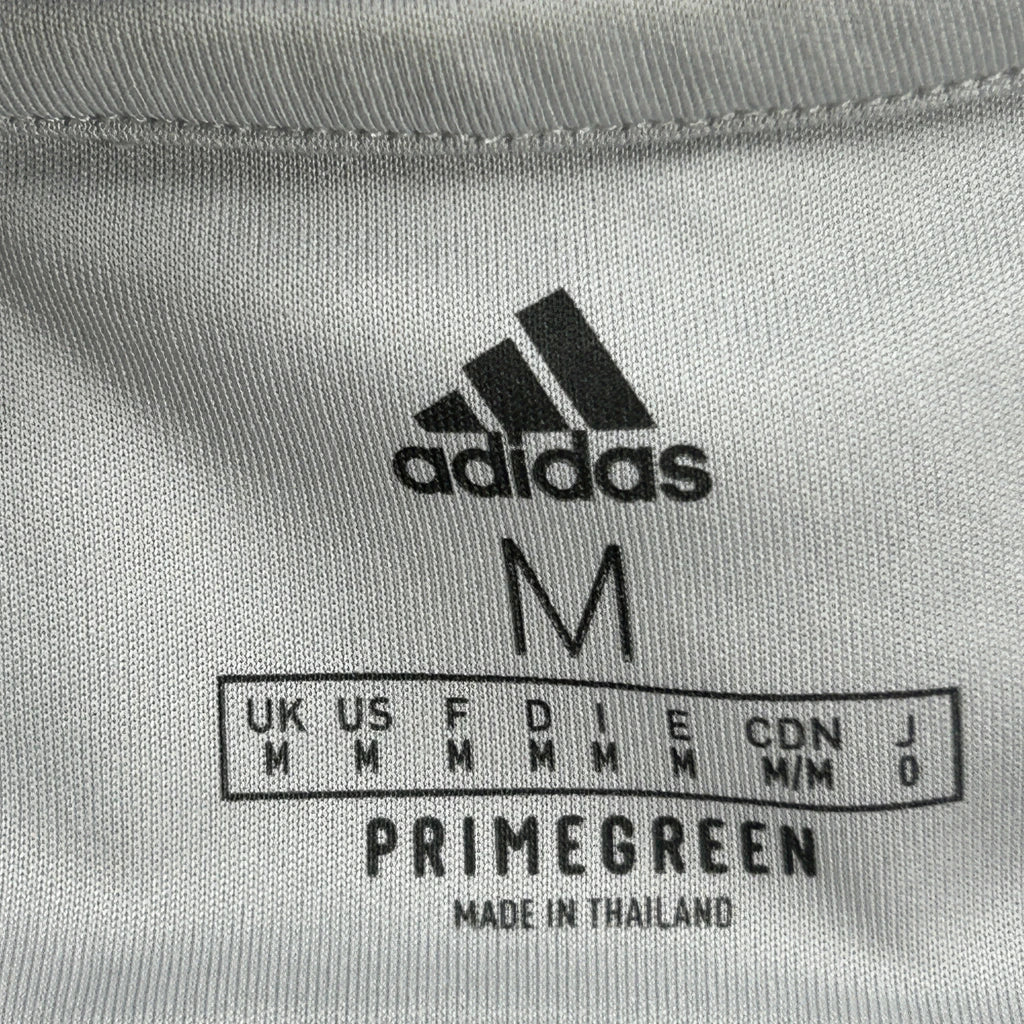 adidas
M
UK US F D I E CDN J
M M M M M M M/M O
PRIMEGREEN
MADE IN THAILAND